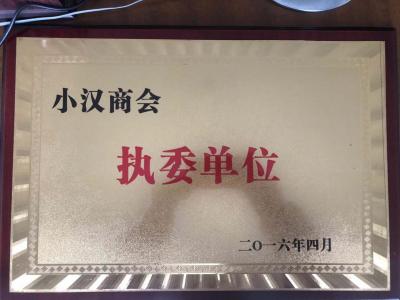 小汉商会
执委单位
二〇一六年四月